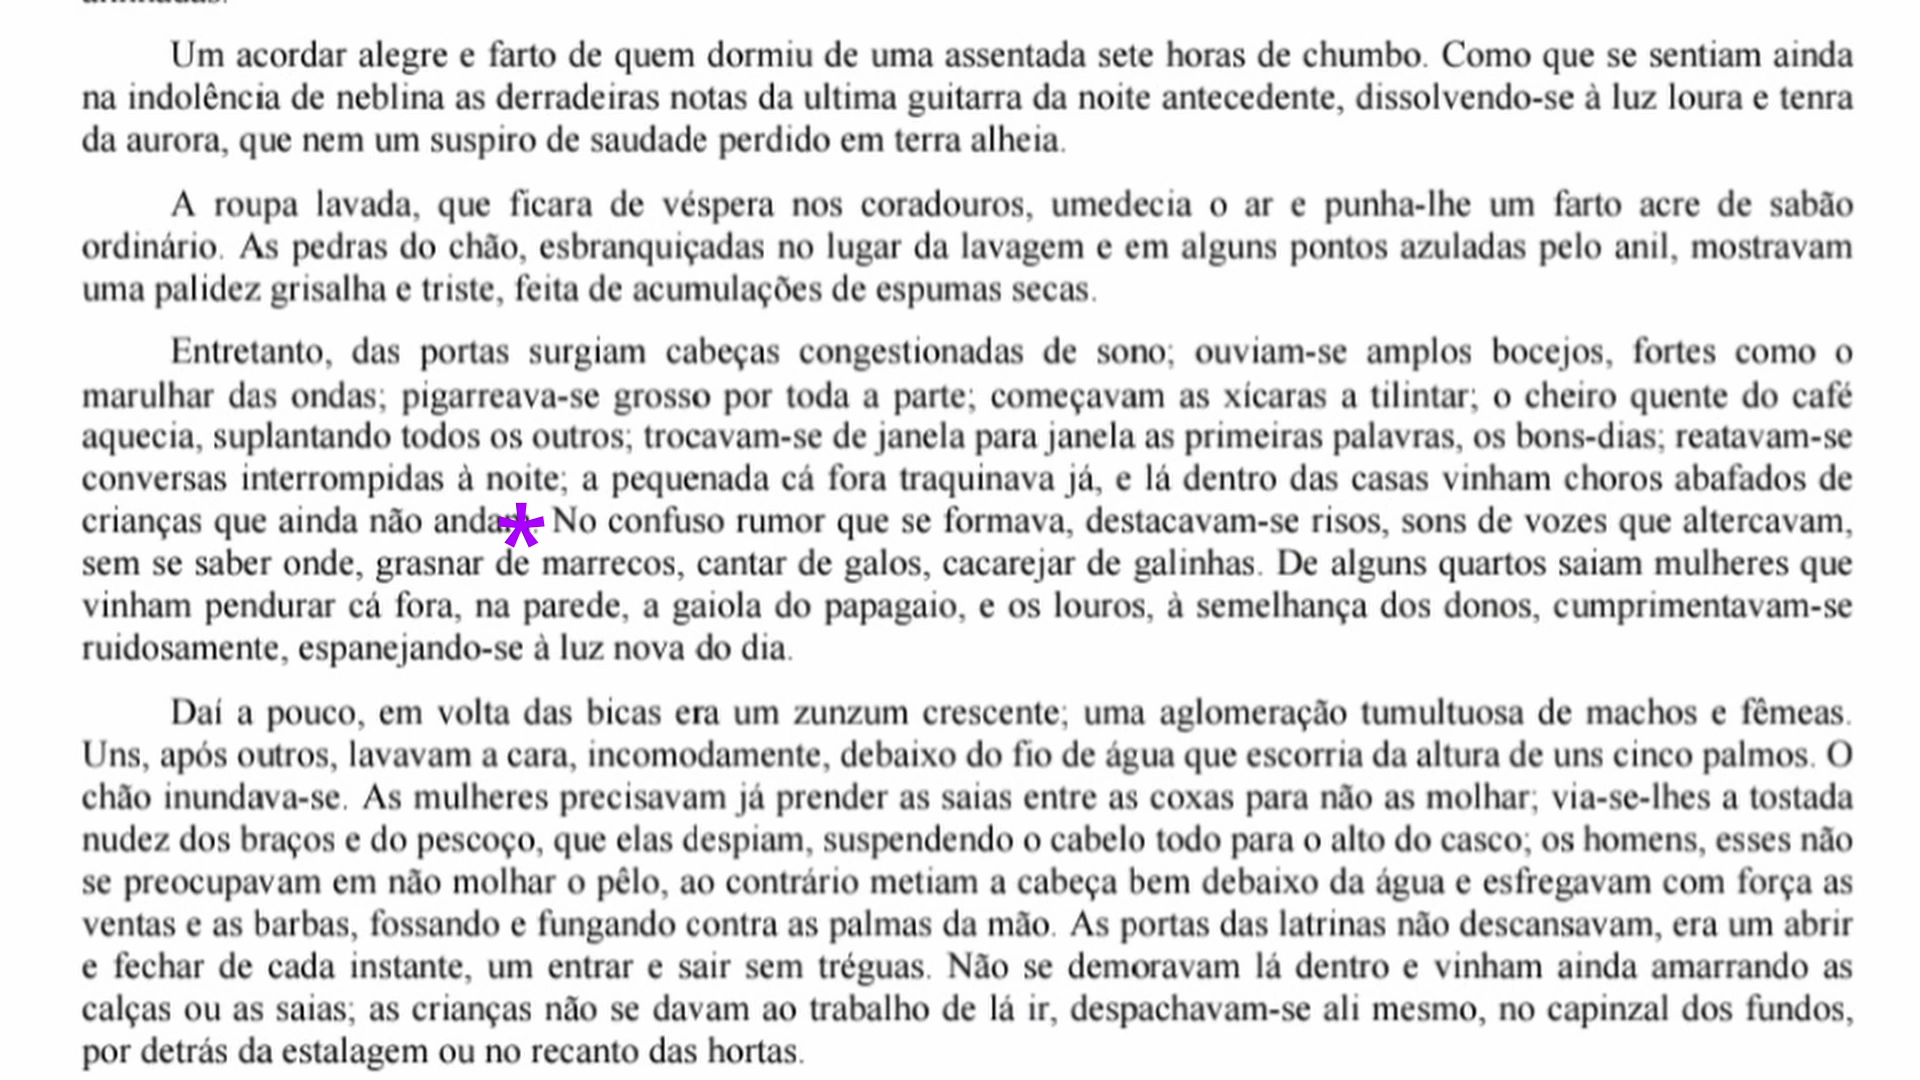 Um acordar alegre e farto de quem dormiu de uma assentada sete horas de chumbo. Como que se sentiam ainda
na indolência de neblina as derradeiras notas da ultima guitarra da noite antecedente, dissolvendo-se à luz loura e tenra
da aurora, que nem um suspiro de saudade perdido em terra alheia.
A roupa lavada, que ficara de véspera nos coradouros, umedecia o ar e punha-lhe um farto acre de sabão
ordinário. As pedras do chão, esbranquiçadas no lugar da lavagem e em alguns pontos azuladas pelo anil, mostravam
uma palidez grisalha e triste, feita de acumulações de espumas secas.
Entretanto, das portas surgiam cabeças congestionadas de sono; ouviam-se amplos bocejos, fortes como o
marulhar das ondas; pigarreava-se grosso por toda a parte; começavam as xícaras a tilintar; o cheiro quente do café
aquecia, suplantando todos os outros; trocavam-se de janela para janela as primeiras palavras, os bons-dias; reatavam-se
conversas interrompidas à noite; a pequenada cá fora traquinava já, e lá dentro das casas vinham choros abafados de
crianças que ainda não * No confuso rumor que se formava, destacavam-se risos, sons de vozes que altercavam,
sem se saber onde, grasnar de marrecos, cantar de galos, cacarejar de galinhas. De alguns quartos saiam mulheres que
vinham pendurar cá fora, na parede, a gaiola do papagaio, e os louros, à semelhança dos donos, cumprimentavam-se
ruidosamente, espanejando-se à luz nova do dia.
Daí a pouco, em volta das bicas era um zunzum crescente; uma aglomeração tumultuosa de machos e fêmeas.
Uns, após outros, lavavam a cara, incomodamente, debaixo do fio de água que escorria da altura de uns cinco palmos. O
chão inundava-se. As mulheres precisavam já prender as saias entre as coxas para não as molhar; via-se-lhes a tostada
nudez dos braços e do pescoço, que elas despiam, suspendendo o cabelo todo para o alto do casco; os homens, esses não
se preocupavam em não molhar o pêlo, ao contrário metiam a cabeça bem debaixo da água e esfregavam com força as
ventas e as barbas, fossando e fungando contra as palmas da mão. As portas das latrinas não descansavam, era um abrir
e fechar de cada instante, um entrar e sair sem tréguas. Não se demoravam lá dentro e vinham ainda amarrando as
calças ou as saias; as crianças não se davam ao trabalho de lá ir, despachavam-se ali mesmo, no capinzal dos fundos,
por detrás da estalagem ou no recanto das hortas.